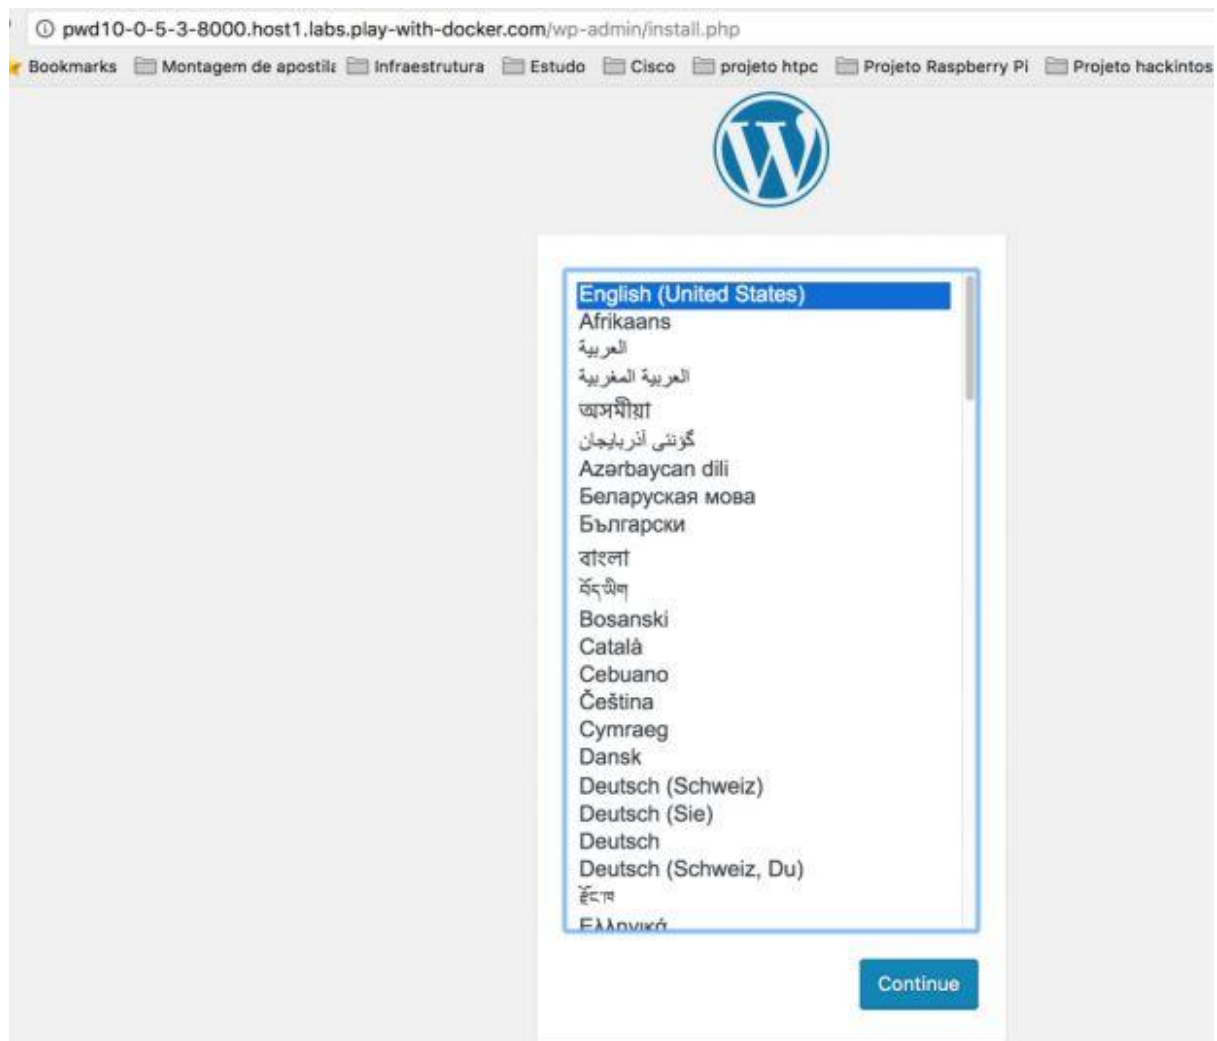 pwd10-0-5-3-8000.host1.labs.play-with-docker.com/wp-admin/install.php
Bookmarks Montagem de apostila Infraestrutura Estudo Cisco projeto htpc Projeto Raspberry Pi Projeto hackintos
English (United States)
Afrikaans
العربية
العربية المغربية
অসমীয়া
گؤنئی آذربایجان
Azərbaycan dili
Беларуская мова
Български
বাংলা
བོད་ཡིག
Bosanski
Català
Cebuano
Čeština
Cymraeg
Dansk
Deutsch (Schweiz)
Deutsch (Sie)
Deutsch
Deutsch (Schweiz, Du)
རྫོང་ཁ
Ελληνικά
Continue